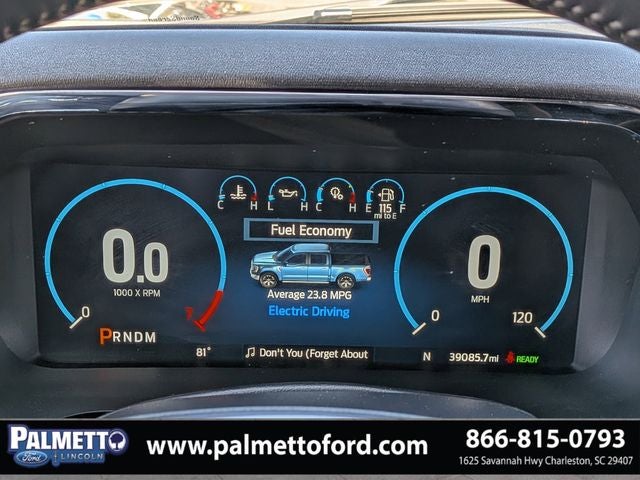 C H
L H
C H
E 115 F
mi to E
Fuel Economy
0.0
1000 X RPM
0
7
0
MPH
0
120
Average 23.8 MPG
Electric Driving
PRNDM
81°
Don't You (Forget About
N
39085.7mi
READY
PALMETTO
Ford
LINCOLN
www.palmettoford.com
866-815-0793
1625 Savannah Hwy Charleston, SC 29407